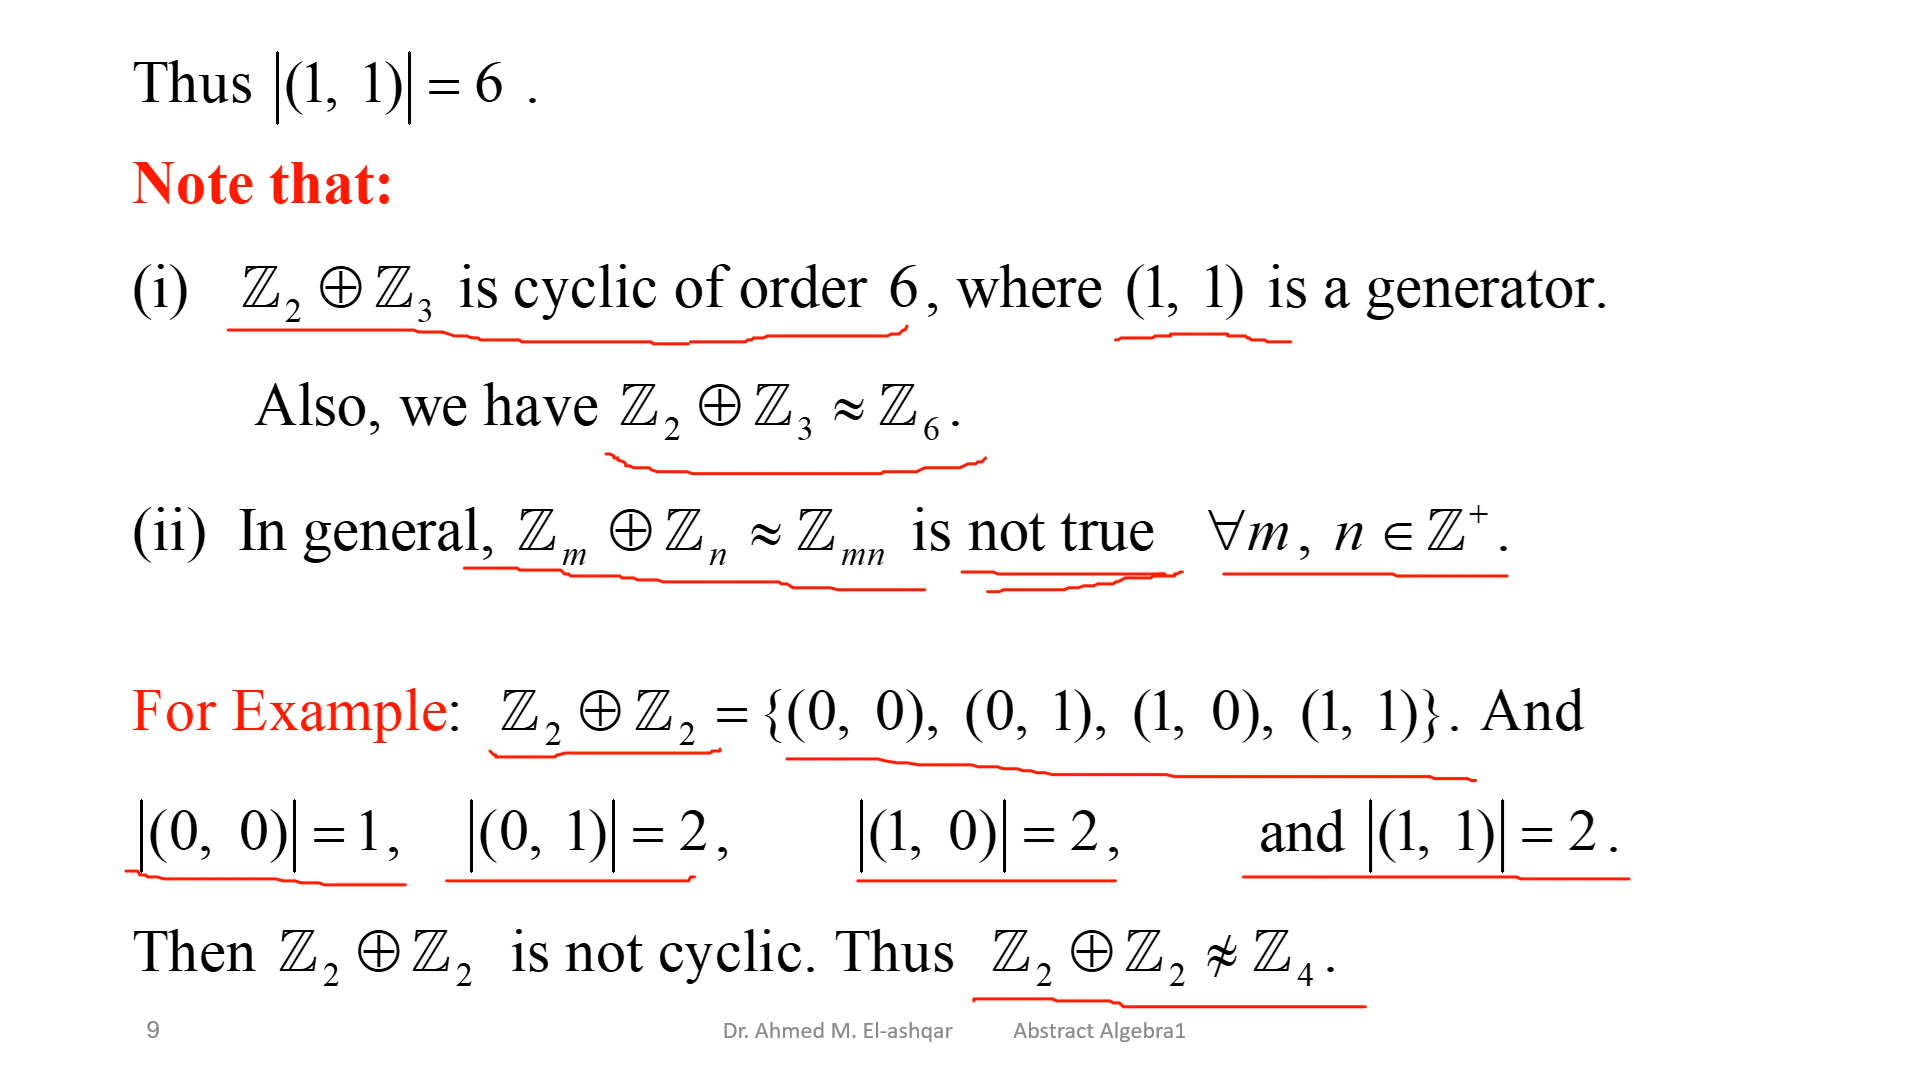 Thus |(1, 1)| = 6 .
Note that:
(i) ℤ₂ ⊕ ℤ₃ is cyclic of order 6, where (1, 1) is a generator.
Also, we have ℤ₂ ⊕ ℤ₃ ≈ ℤ₆.
(ii) In general, ℤₘ ⊕ ℤₙ ≈ ℤₘₙ is not true ∀m, n ∈ ℤ⁺.
For Example: ℤ₂ ⊕ ℤ₂ = {(0, 0), (0, 1), (1, 0), (1, 1)}. And
|(0, 0)| = 1, |(0, 1)| = 2, |(1, 0)| = 2, and |(1, 1)| = 2.
Then ℤ₂ ⊕ ℤ₂ is not cyclic. Thus ℤ₂ ⊕ ℤ₂ ≉ ℤ₄.
9 Dr. Ahmed M. El-ashqar Abstract Algebra1